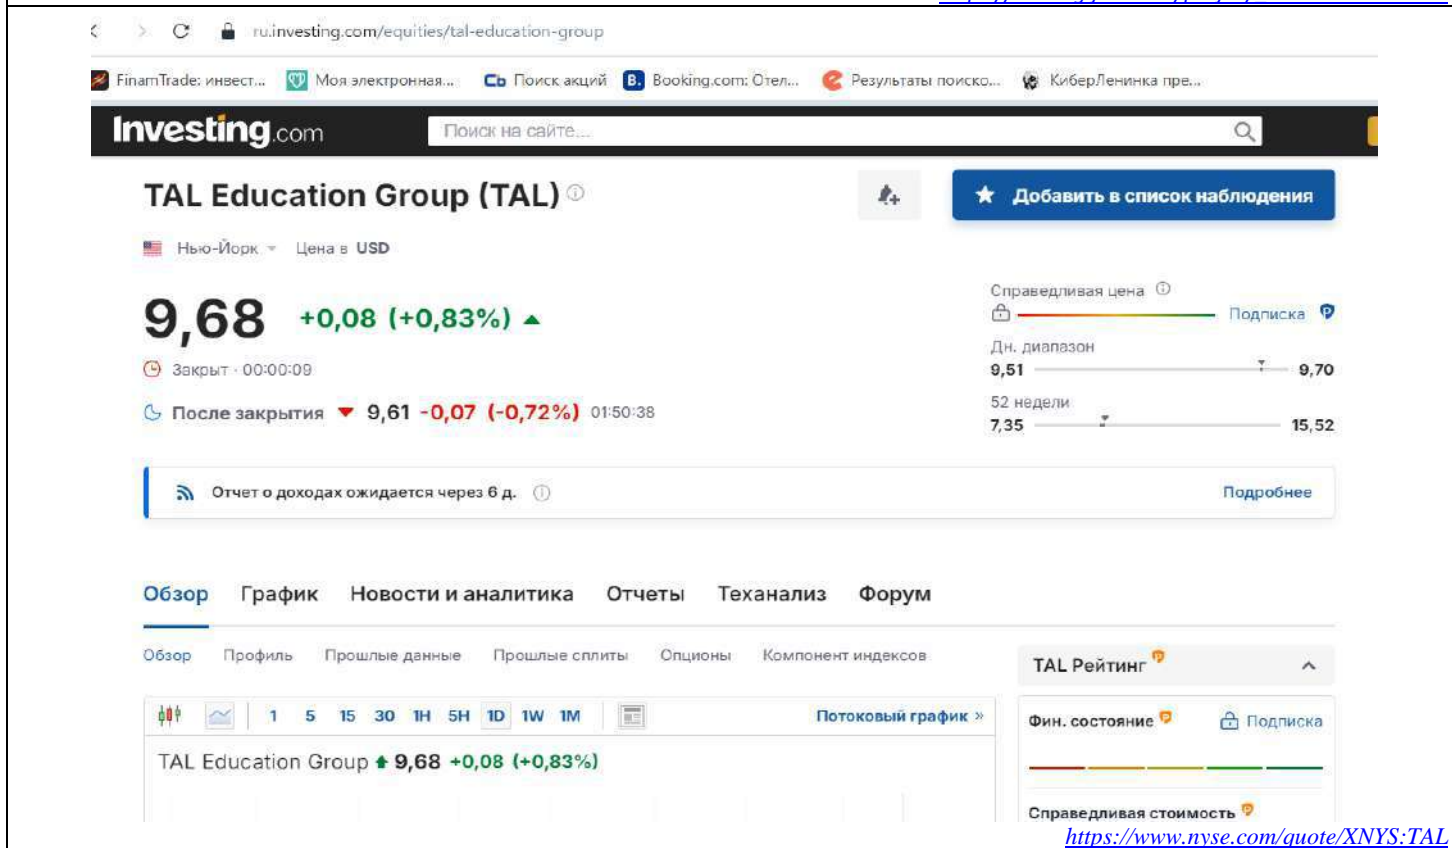 ru.investing.com/equities/tal-education-group
FinamTrade: инвест... Моя электронная... Поиск акций B. Booking.com: Отел... Результаты поиско... КиберЛенинка пре...
Investing.com Поиск на сайте...
TAL Education Group (TAL)
Добавить в список наблюдения
Нью-Йорк Цена в USD
9,68 +0,08 (+0,83%)
Справедливая цена
Подписка
Закрыт · 00:00:09
Дн. диапазон
9,51 9,70
После закрытия 9,61 -0,07 (-0,72%) 01:50:38
52 недели
7,35 15,52
Отчет о доходах ожидается через 6 д. Подробнее
Обзор График Новости и аналитика Отчеты Теханализ Форум
Обзор Профиль Прошлые данные Прошлые сплиты Опционы Компонент индексов
TAL Рейтинг
1 5 15 30 1H 5H 1D 1W 1M Потоковый график »
Фин. состояние Подписка
TAL Education Group 9,68 +0,08 (+0,83%)
Справедливая стоимость
https://www.nyse.com/quote/XNYS:TAL